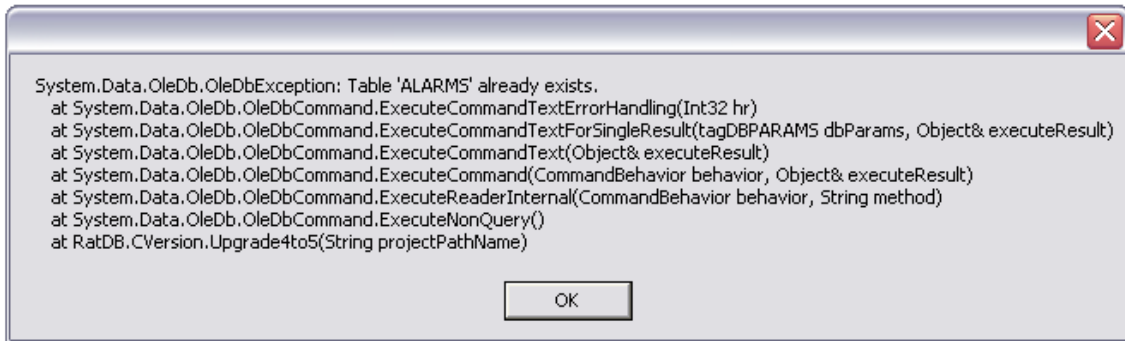 System.Data.OleDb.OleDbException: Table 'ALARMS' already exists.
at System.Data.OleDb.OleDbCommand.ExecuteCommandTextErrorHandling(Int32 hr)
at System.Data.OleDb.OleDbCommand.ExecuteCommandTextForSingleResult(tagDBPARAMS dbParams, Object& executeResult)
at System.Data.OleDb.OleDbCommand.ExecuteCommandText(Object& executeResult)
at System.Data.OleDb.OleDbCommand.ExecuteCommand(CommandBehavior behavior, Object& executeResult)
at System.Data.OleDb.OleDbCommand.ExecuteReaderInternal(CommandBehavior behavior, String method)
at System.Data.OleDb.OleDbCommand.ExecuteNonQuery()
at RatDB.CVersion.Upgrade4to5(String projectPathName)
OK